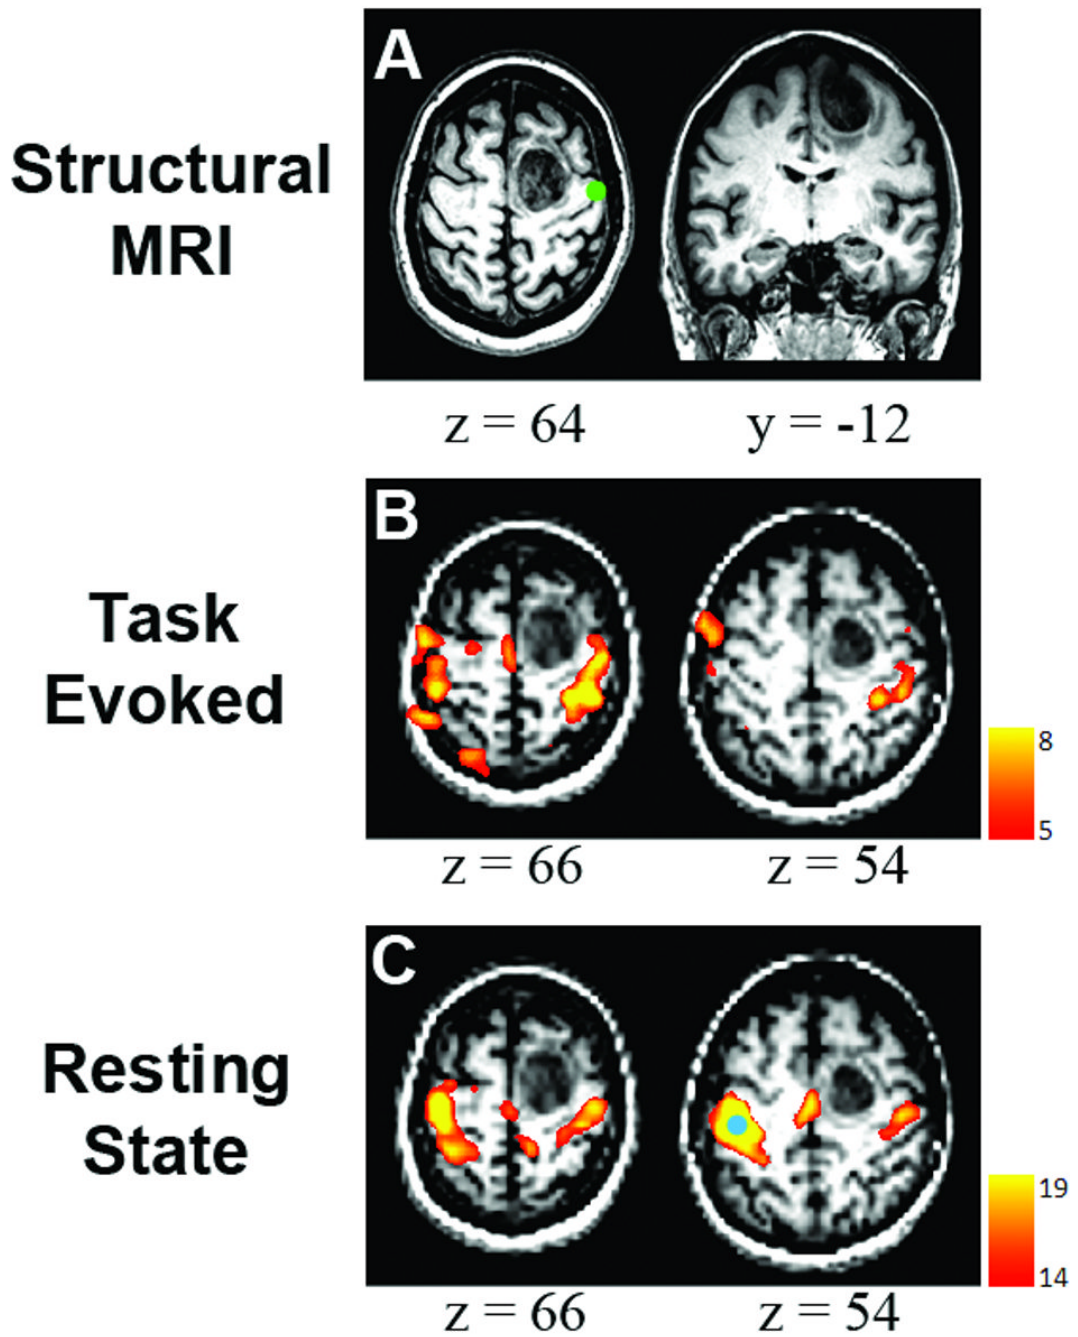 A
Structural
MRI
z = 64
y = -12
B
Task
Evoked
8
5
z = 66
z = 54
C
Resting
State
19
14
z = 66
z = 54